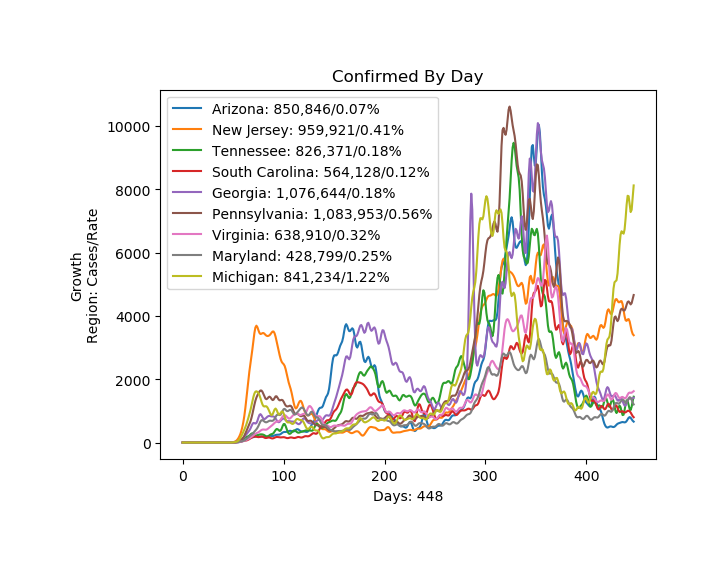 Confirmed By Day
Growth
Region: Cases/Rate
10000
8000
6000
4000
2000
0
Arizona: 850,846/0.07%
New Jersey: 959,921/0.41%
Tennessee: 826,371/0.18%
South Carolina: 564,128/0.12%
Georgia: 1,076,644/0.18%
Pennsylvania: 1,083,953/0.56%
Virginia: 638,910/0.32%
Maryland: 428,799/0.25%
Michigan: 841,234/1.22%
0 100 200 300 400
Days: 448